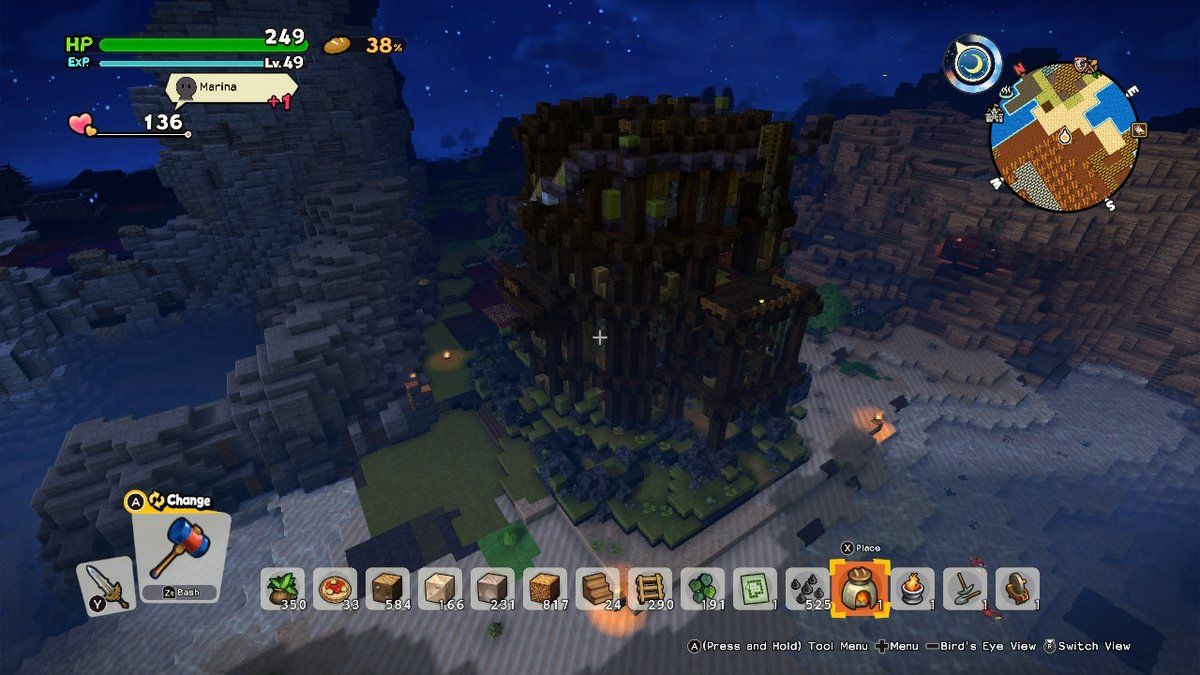 HP 249 38%
EXP. Lv.49
Marina
+1
136
N
E
W
S
A Change
Y
ZR Bash
X Place
350 33 584 166 231 817 24 290 191 1 525 1 1 1 1
A (Press and Hold) Tool Menu Menu Bird's Eye View R Switch View